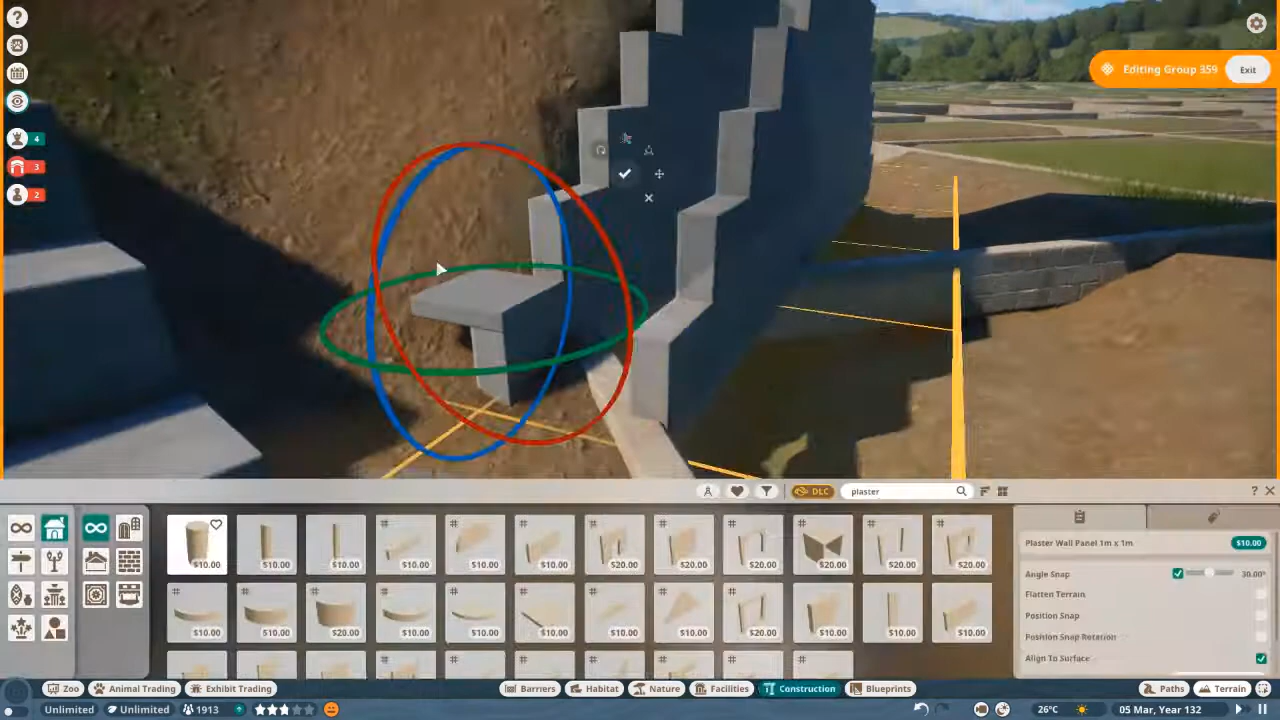 Editing Group 359
Exit
4
3
2
DLC
plaster
$10.00
$10.00
$10.00
$10.00
$10.00
$10.00
$20.00
$10.00
$20.00
$10.00
$20.00
$20.00
$10.00
$10.00
$20.00
$10.00
$10.00
$10.00
$10.00
$10.00
$20.00
$10.00
$10.00
$10.00
Plaster Wall Panel 1m x 1m
$10.00
Angle Snap
30.00°
Flatten Terrain
Position Snap
Position Snap Rotation
Align To Surface
Zoo
Animal Trading
Exhibit Trading
Barriers
Habitat
Nature
Facilities
Construction
Blueprints
Paths
Terrain
Unlimited
Unlimited
1913
26°C
05 Mar, Year 132